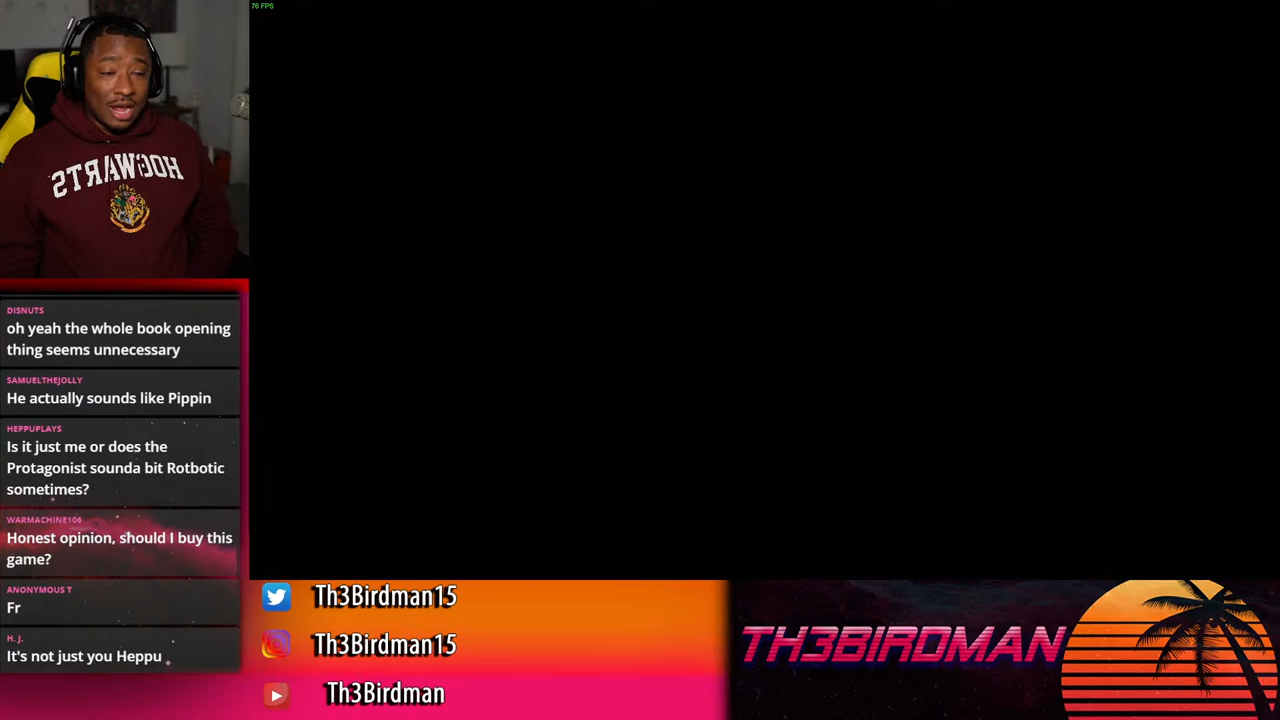 76 FPS
HOGWARTS
DISNUTS
oh yeah the whole book opening
thing seems unnecessary
SAMUELTHEJOLLY
He actually sounds like Pippin
HEPPUPLAYS
Is it just me or does the
Protagonist sounda bit Rotbotic
sometimes?
WARMACHINE106
Honest opinion, should I buy this
game?
ANONYMOUS T
Fr
H. J.
It's not just you Heppu
Th3Birdman15
Th3Birdman15
Th3Birdman
TH3BIRDMAN